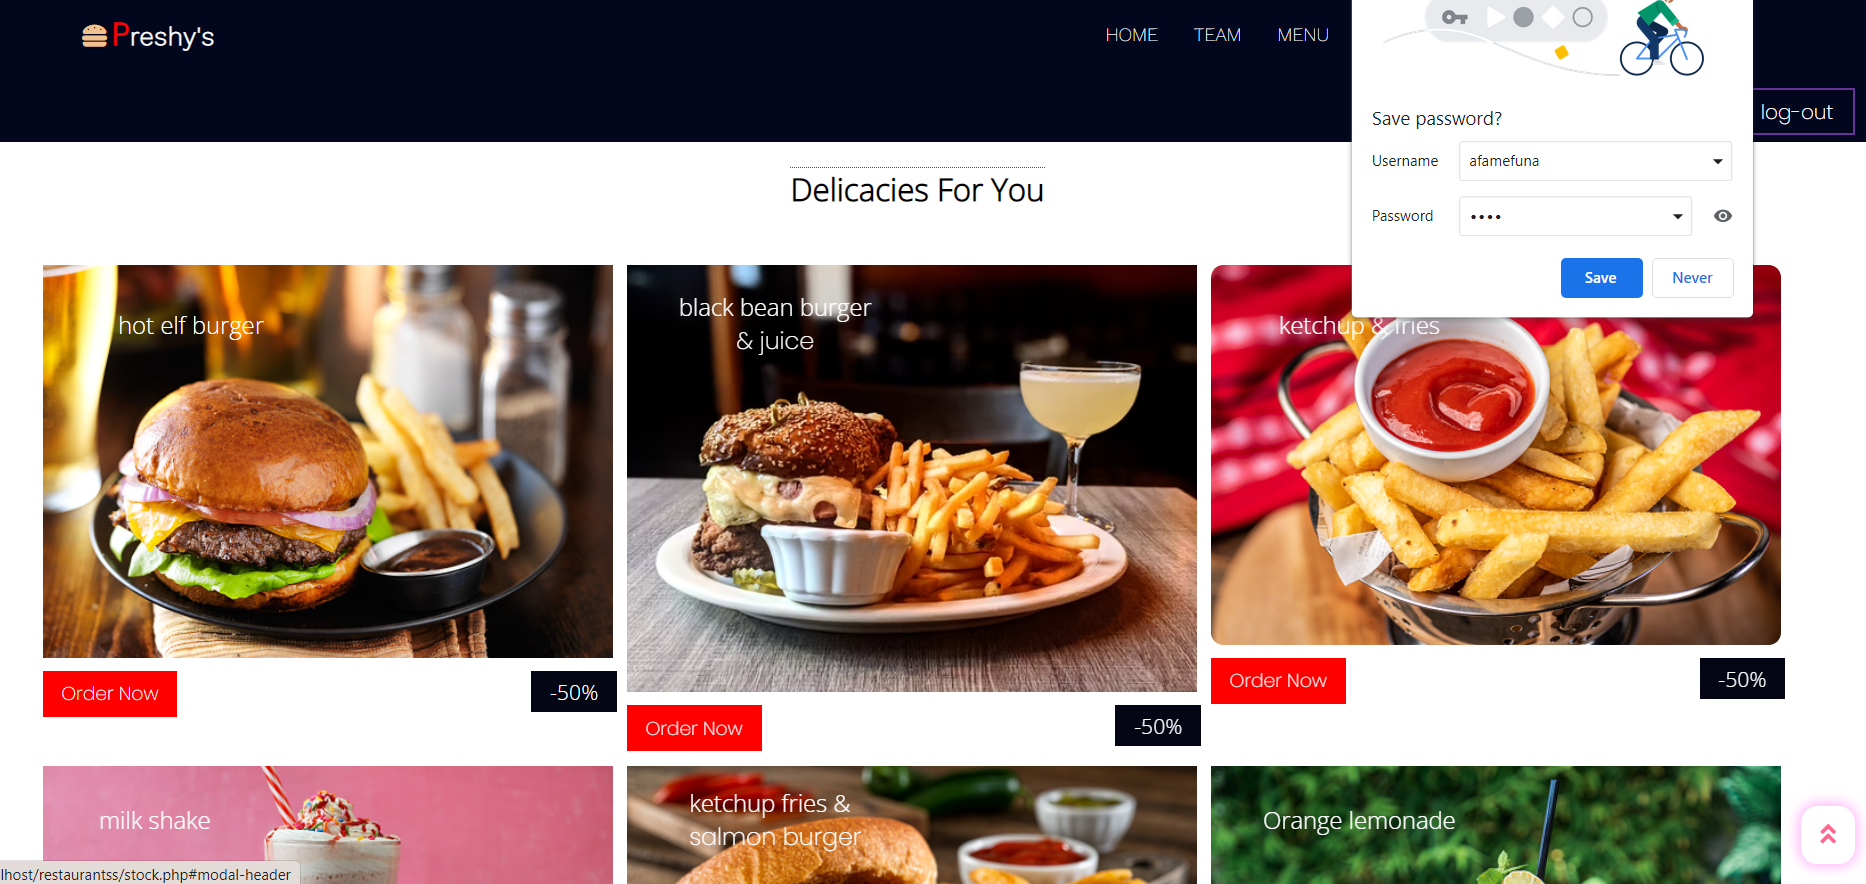 Preshy's
HOME
TEAM
MENU
log-out
Save password?
Username
afamefuna
Password
••••
Save
Never
Delicacies For You
hot elf burger
black bean burger
& juice
ketchup & fries
Order Now
-50%
Order Now
-50%
Order Now
-50%
milk shake
ketchup fries &
salmon burger
Orange lemonade
lhost/restaurantss/stock.php#modal-header